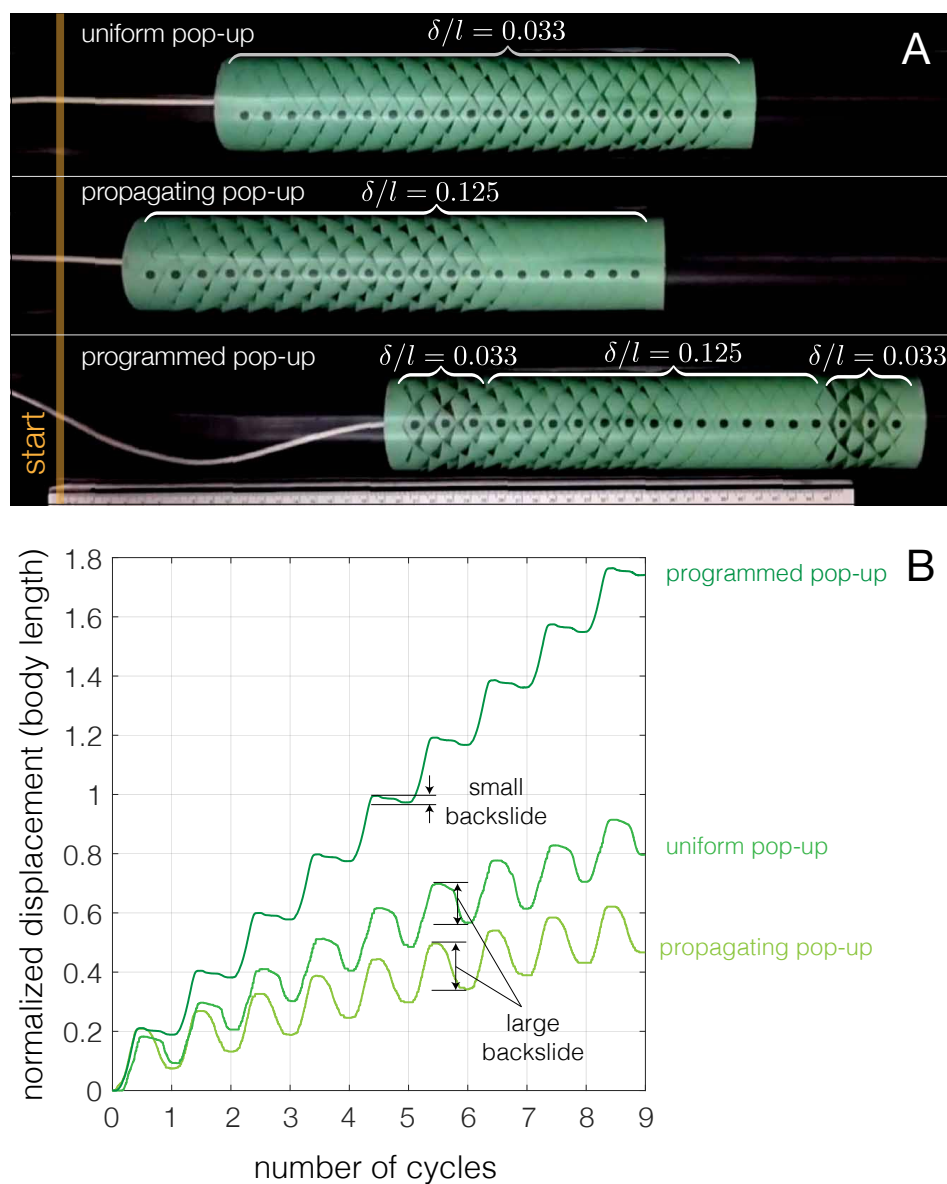 uniform pop-up
δ/l = 0.033
A
propagating pop-up
δ/l = 0.125
programmed pop-up
δ/l = 0.033
δ/l = 0.125
δ/l = 0.033
start
B
normalized displacement (body length)
1.8
1.6
1.4
1.2
1
0.8
0.6
0.4
0.2
0
programmed pop-up
small
backslide
uniform pop-up
propagating pop-up
large
backslide
0 1 2 3 4 5 6 7 8 9
number of cycles